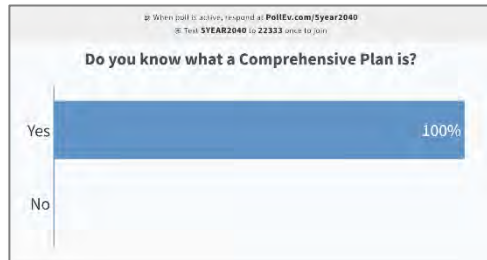 When poll is active, respond at PollEv.com/5year2040
Text 5YEAR2040 to 22333 once to join
Do you know what a Comprehensive Plan is?
Yes
100%
No